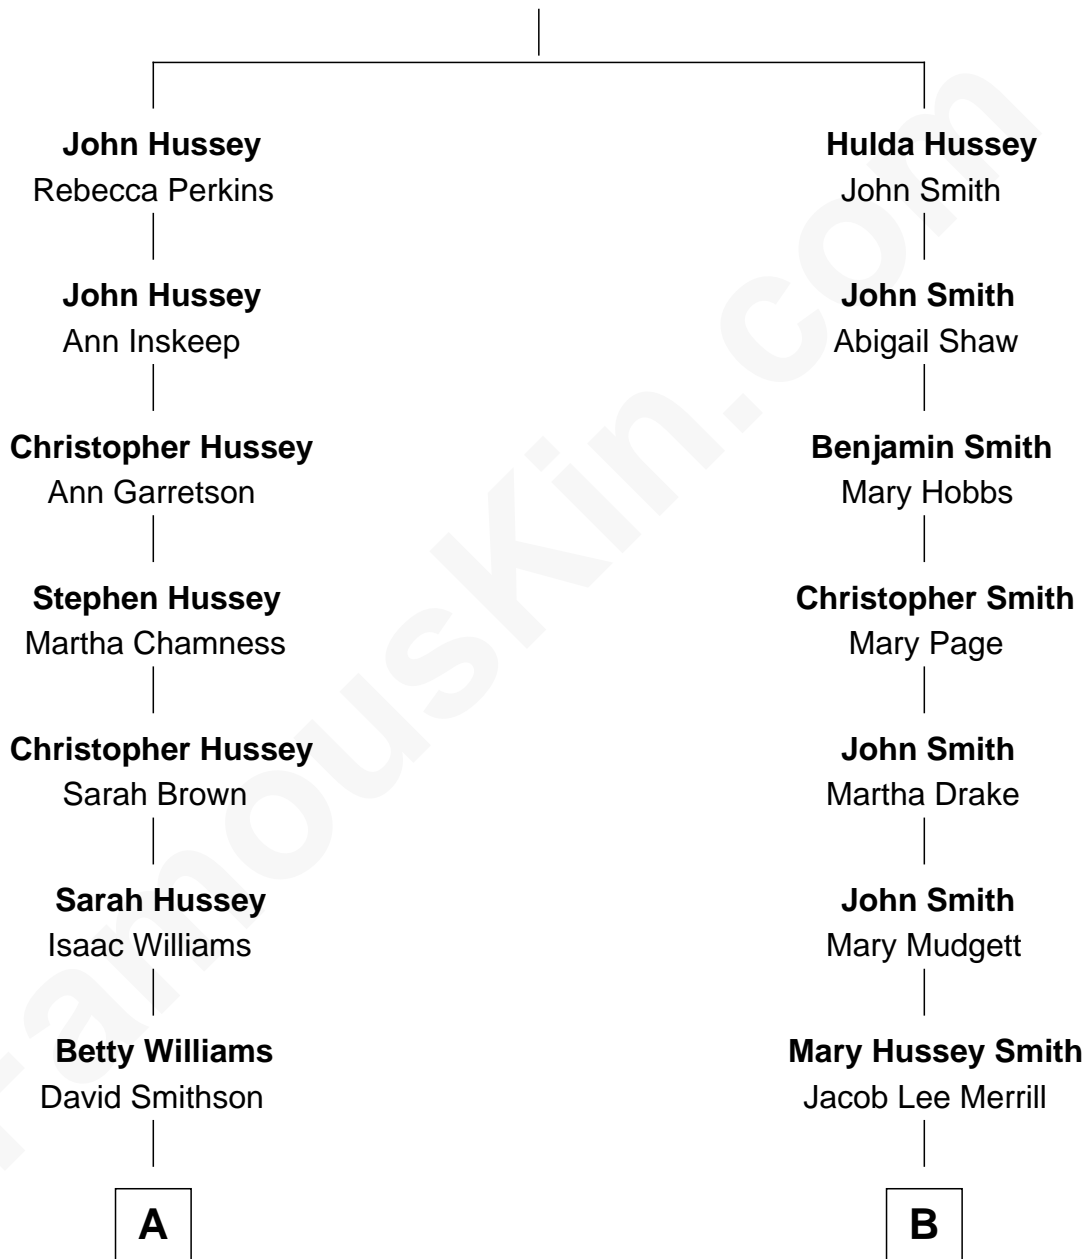 John Hussey
Rebecca Perkins
John Hussey
Ann Inskeep
Christopher Hussey
Ann Garretson
Stephen Hussey
Martha Chamness
Christopher Hussey
Sarah Brown
Sarah Hussey
Isaac Williams
Betty Williams
David Smithson
A
Hulda Hussey
John Smith
John Smith
Abigail Shaw
Benjamin Smith
Mary Hobbs
Christopher Smith
Mary Page
John Smith
Martha Drake
John Smith
Mary Mudgett
Mary Hussey Smith
Jacob Lee Merrill
B
FamousKin.com